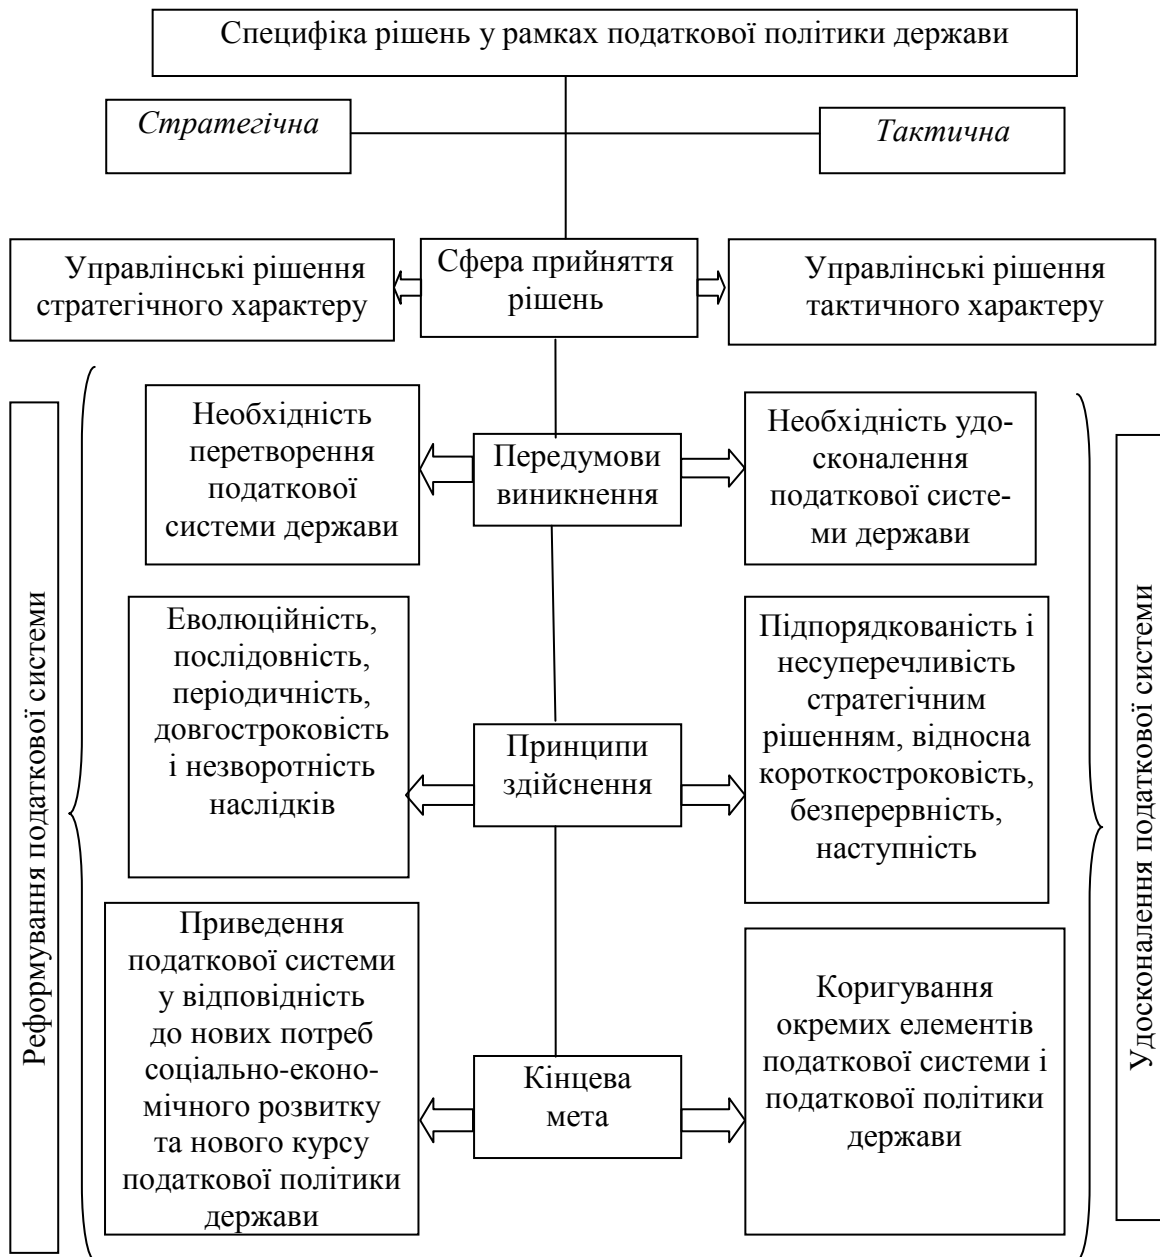 Специфіка рішень у рамках податкової політики держави
Стратегічна
Тактична
Управлінські рішення
стратегічного характеру
Сфера прийняття
рішень
Управлінські рішення
тактичного характеру
Реформування податкової системи
Необхідність
перетворення
податкової
системи держави
Передумови
виникнення
Необхідність удо-
сконалення
податкової систе-
ми держави
Еволюційність,
послідовність,
періодичність,
довгостроковість
і незворотність
наслідків
Принципи
здійснення
Підпорядкованість і
несуперечливість
стратегічним
рішенням, відносна
короткостроковість,
безперервність,
наступність
Приведення
податкової системи
у відповідність
до нових потреб
соціально-еконо-
мічного розвитку
та нового курсу
податкової політики
держави
Кінцева
мета
Коригування
окремих елементів
податкової системи і
податкової політики
держави
Удосконалення податкової системи